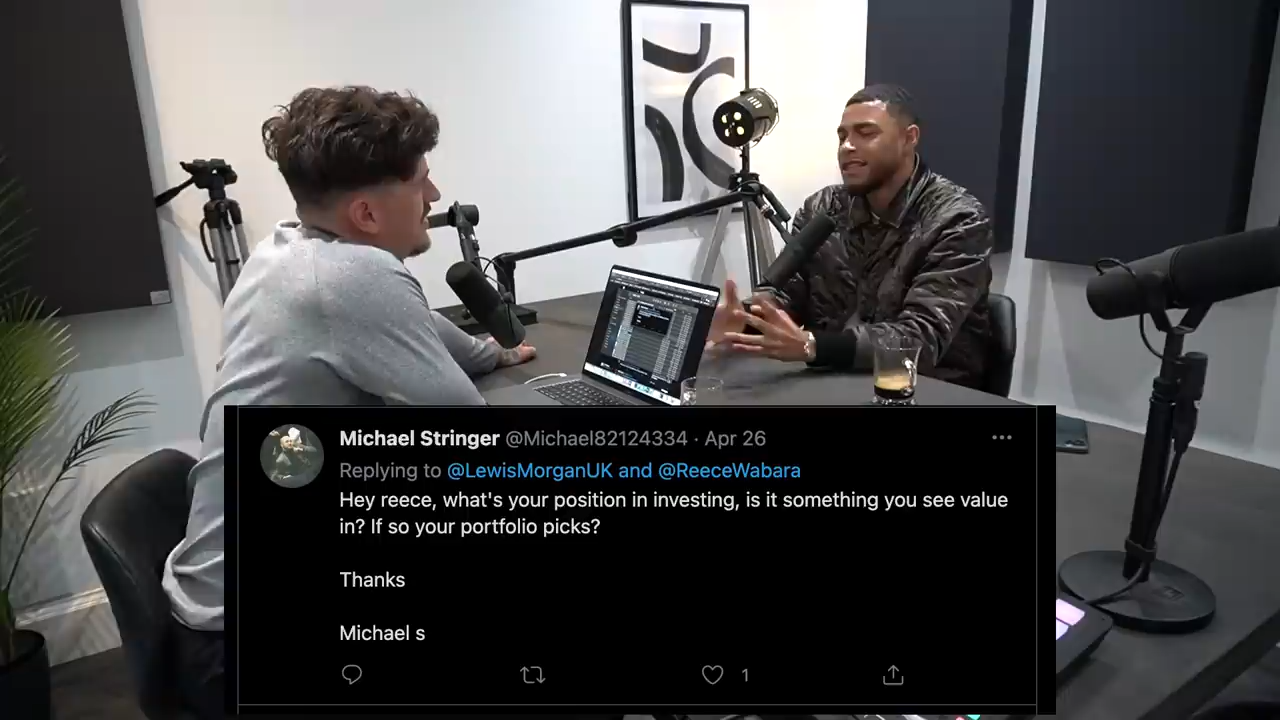 Michael Stringer @Michael82124334 · Apr 26
Replying to @LewisMorganUK and @ReeceWabara
Hey reece, what's your position in investing, is it something you see value
in? If so your portfolio picks?
Thanks
Michael s
1